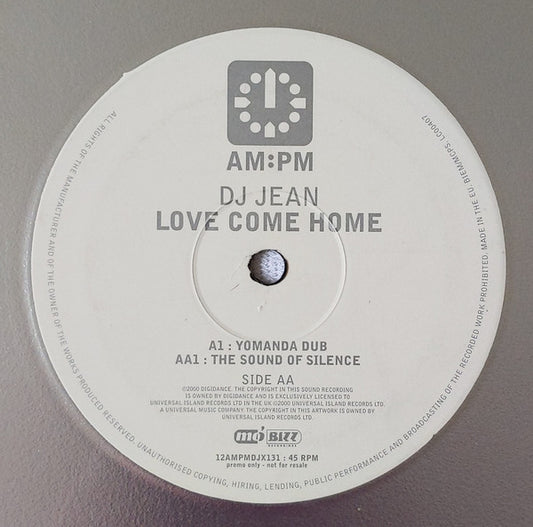 AM:PM
DJ JEAN
LOVE COME HOME
A1 : YOMANDA DUB
AA1 : THE SOUND OF SILENCE
SIDE AA
©2000 DIGIDANCE. THE COPYRIGHT IN THIS SOUND RECORDING
IS OWNED BY DIGIDANCE AND IS EXCLUSIVELY LICENSED TO
UNIVERSAL ISLAND RECORDS LTD IN THE UK ©2000 UNIVERSAL ISLAND RECORDS LTD.
A UNIVERSAL MUSIC COMPANY. THE COPYRIGHT IN THIS ARTWORK IS OWNED BY
UNIVERSAL ISLAND RECORDS LTD.
mo' BIZZ
RECORDINGS
12AMPMDJX131 : 45 RPM
promo only - not for resale
ALL RIGHTS OF THE MANUFACTURER AND OF THE OWNER OF THE WORKS PRODUCED RESERVED. UNAUTHORISED COPYING, HIRING, LENDING, PUBLIC PERFORMANCE AND BROADCASTING OF THE RECORDED WORK PROHIBITED. MADE IN THE EU. BIEM/MCPS. LC00407